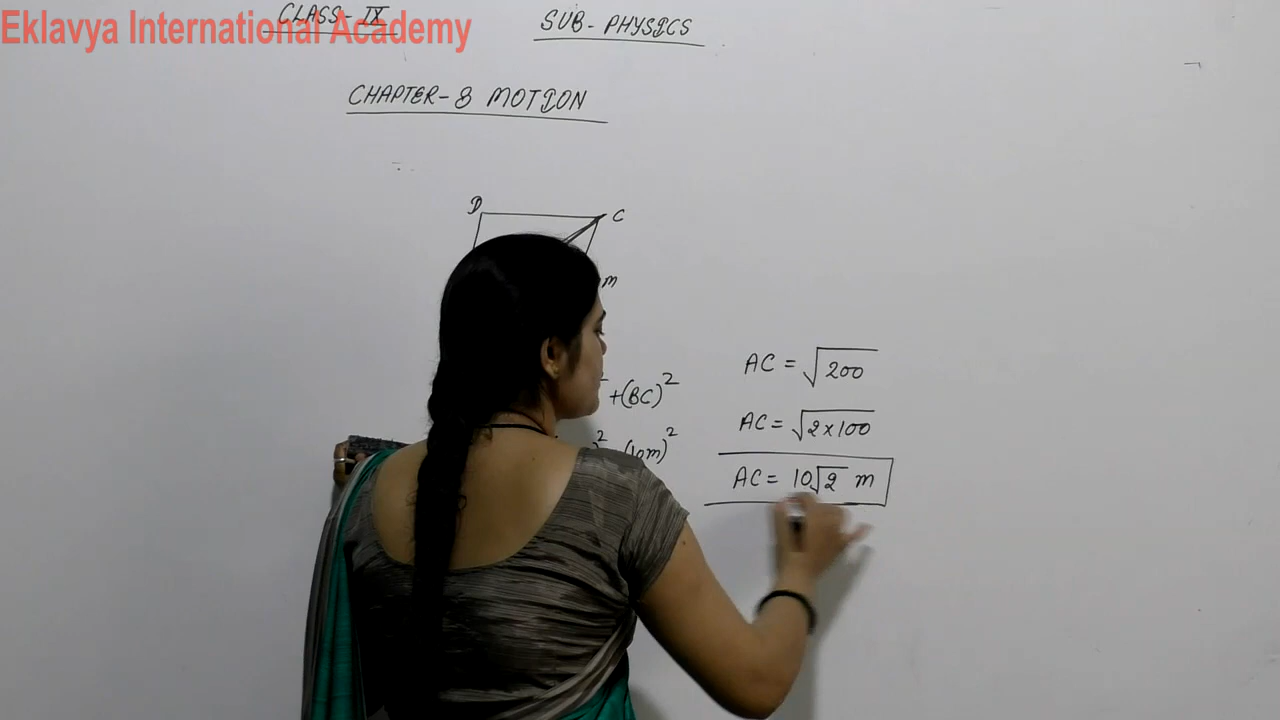 CLASS - IX
Eklavya International Academy
SUB - PHYSICS
CHAPTER - 8 MOTION
D
C
m
AC = √200
+(BC)²
AC = √2×100
² (10m)²
AC = 10√2 m